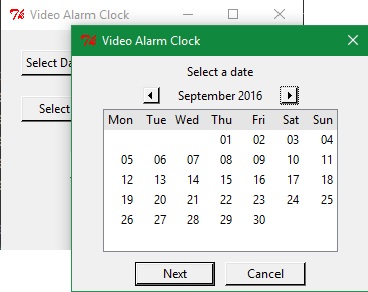 Video Alarm Clock
Select Da
Select
Video Alarm Clock
Select a date
September 2016
Mon Tue Wed Thu Fri Sat Sun
01 02 03 04
05 06 07 08 09 10 11
12 13 14 15 16 17 18
19 20 21 22 23 24 25
26 27 28 29 30
Next Cancel